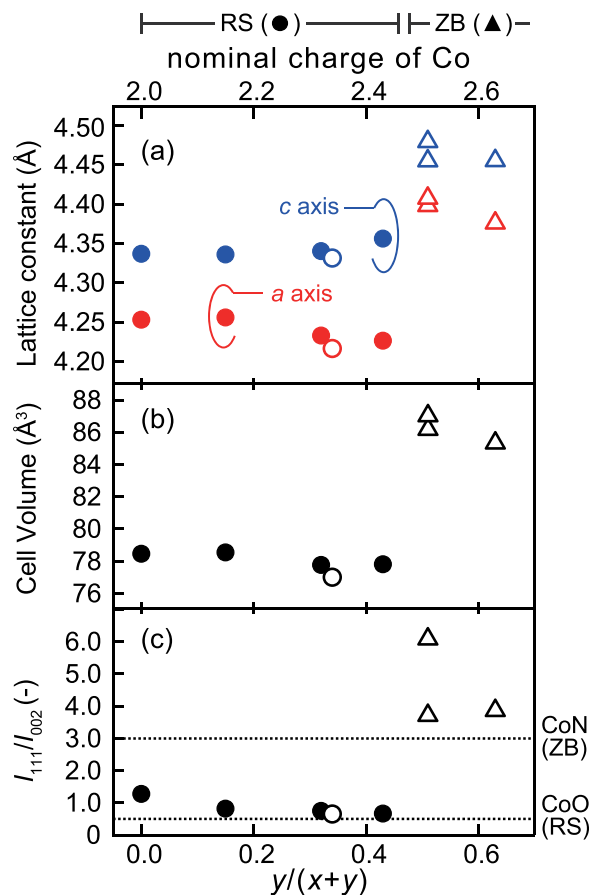 RS (●) ZB (▲)
nominal charge of Co
2.0 2.2 2.4 2.6
Lattice constant (Å)
4.50
4.45
4.40
4.35
4.30
4.25
4.20
(a)
c axis
a axis
Cell Volume (Å³)
88
86
84
82
80
78
76
(b)
I₁₁₁/I₀₀₂ (-)
6.0
5.0
4.0
3.0
2.0
1.0
0
(c)
CoN
(ZB)
CoO
(RS)
0.0 0.2 0.4 0.6
y/(x+y)